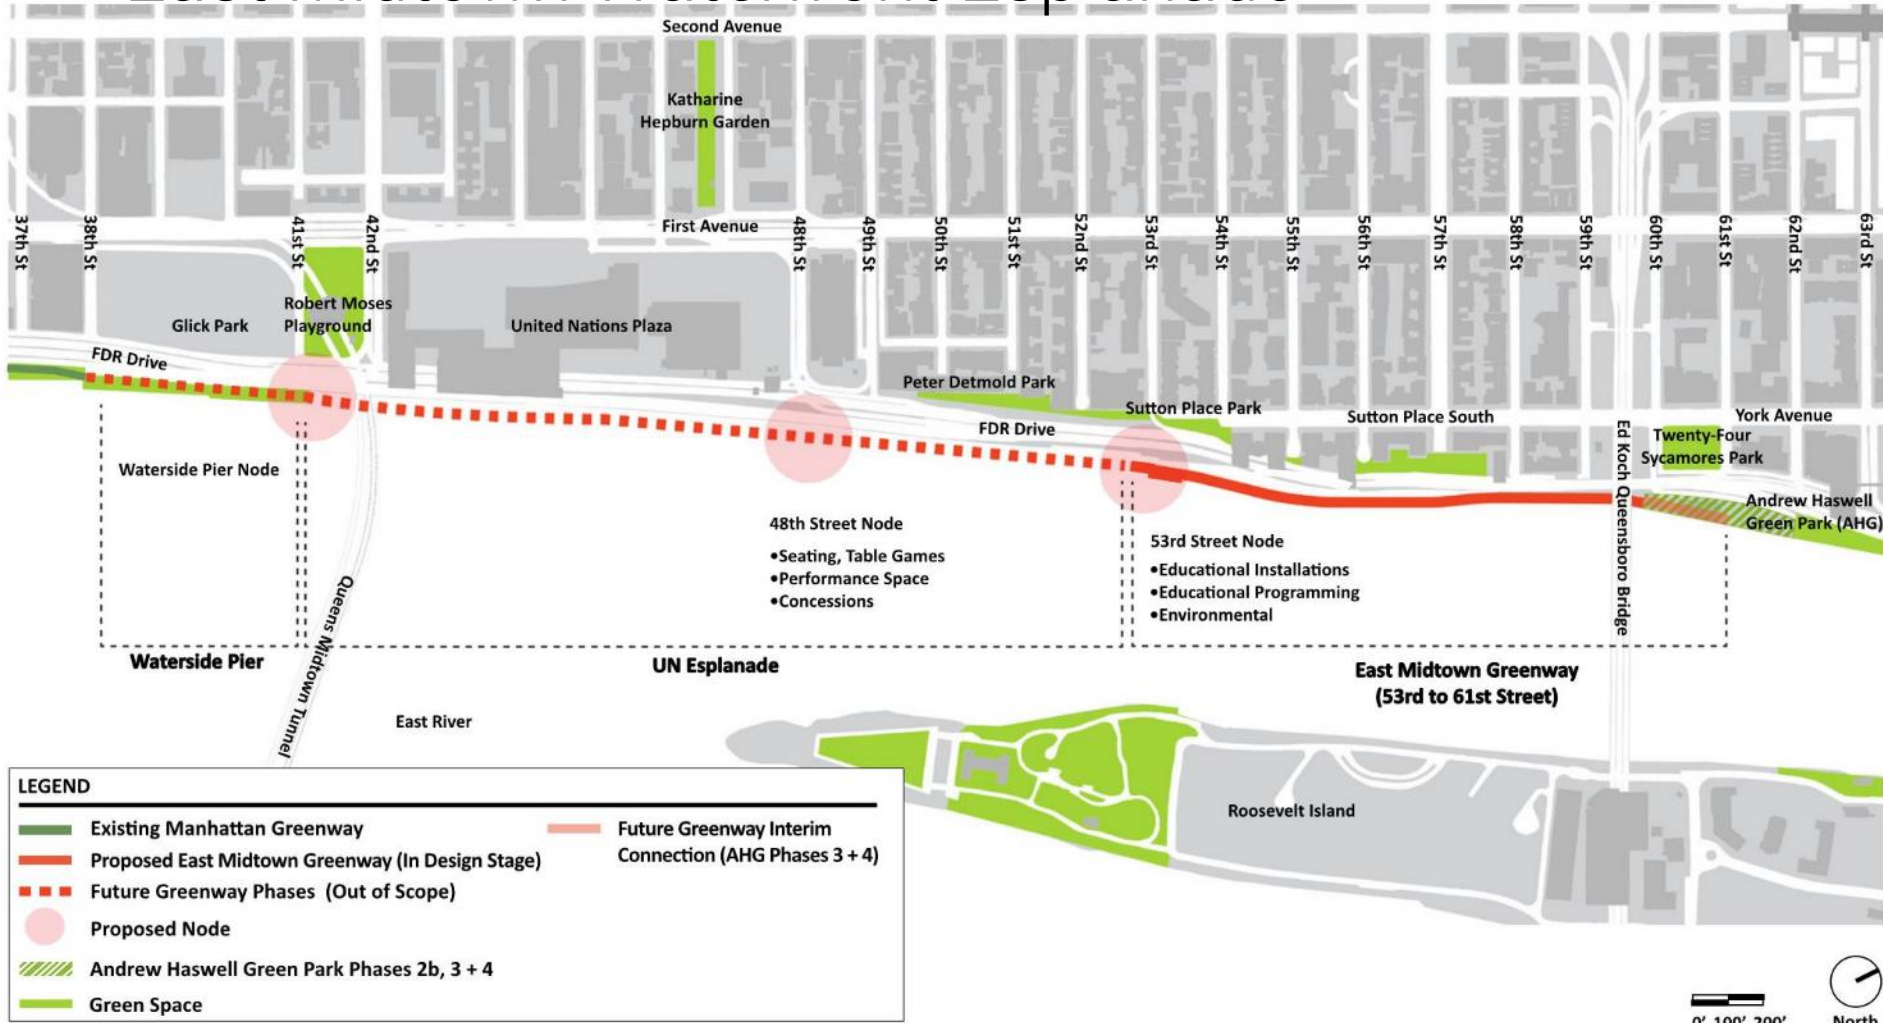 East Midtown Waterfront Esplanade
Second Avenue
Katharine
Hepburn Garden
First Avenue
37th St
38th St
41st St
42nd St
48th St
49th St
50th St
51st St
52nd St
53rd St
54th St
55th St
56th St
57th St
58th St
59th St
60th St
61st St
62nd St
63rd St
Robert Moses
Playground
Glick Park
United Nations Plaza
FDR Drive
Peter Detmold Park
Sutton Place Park
Sutton Place South
York Avenue
FDR Drive
Twenty-Four
Sycamores Park
Ed Koch Queensboro Bridge
Andrew Haswell
Green Park (AHG)
Waterside Pier Node
48th Street Node
•Seating, Table Games
•Performance Space
•Concessions
53rd Street Node
•Educational Installations
•Educational Programming
•Environmental
Queens Midtown Tunnel
Waterside Pier
UN Esplanade
East Midtown Greenway
(53rd to 61st Street)
East River
Roosevelt Island
LEGEND
Existing Manhattan Greenway
Proposed East Midtown Greenway (In Design Stage)
Future Greenway Phases (Out of Scope)
Proposed Node
Andrew Haswell Green Park Phases 2b, 3 + 4
Green Space
Future Greenway Interim
Connection (AHG Phases 3 + 4)
0' 100' 200'
North